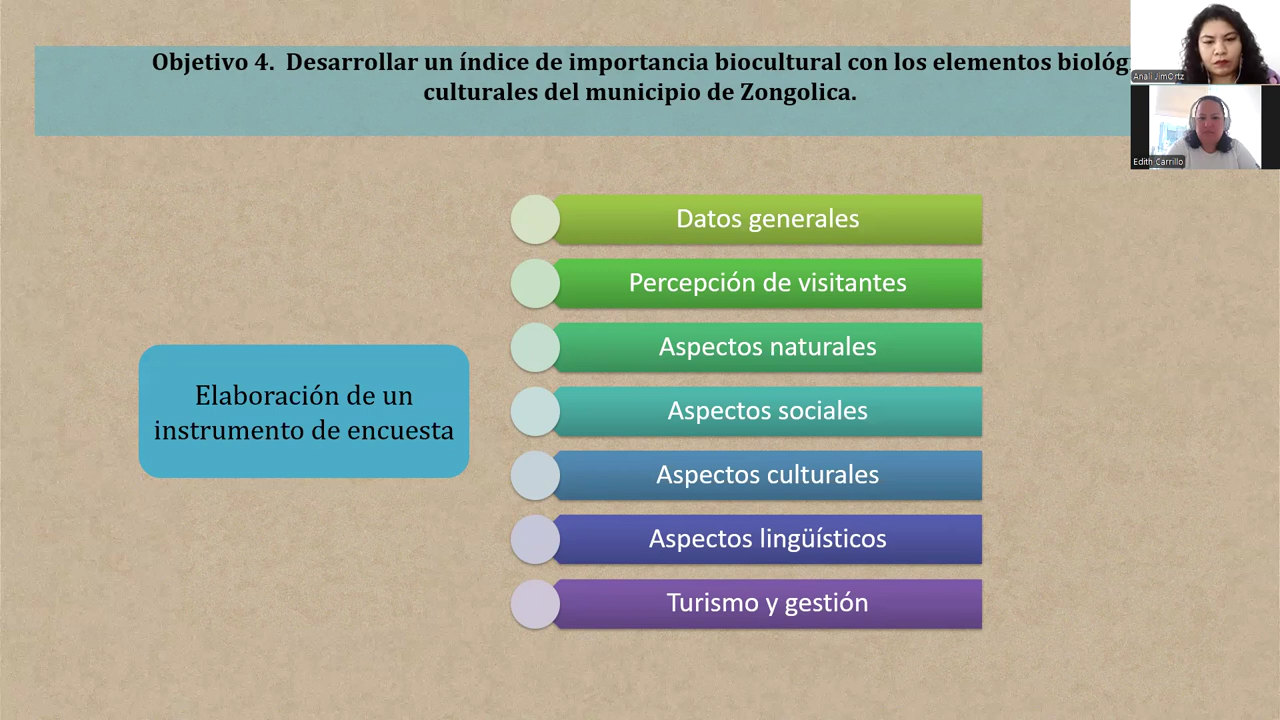 Objetivo 4.  Desarrollar un índice de importancia biocultural con los elementos biológ
culturales del municipio de Zongolica.
Anali JimOrtz
Edith Carrillo
Datos generales
Percepción de visitantes
Aspectos naturales
Elaboración de un
instrumento de encuesta
Aspectos sociales
Aspectos culturales
Aspectos lingüísticos
Turismo y gestión